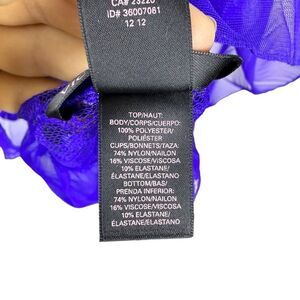 CA# 23220
ID# 36007081
12 12
TOP/HAUT:
BODY/CORPS/CUERPO:
100% POLYESTER/
POLIÉSTER
CUPS/BONNETS/TAZA:
74% NYLON/NAILON
16% VISCOSE/VISCOSA
10% ELASTANE/
ÉLASTANE/ELASTANO
BOTTOM/BAS/
PRENDA INFERIOR:
74% NYLON/NAILON
16% VISCOSE/VISCOSA
10% ELASTANE/
ÉLASTANE/ELASTANO